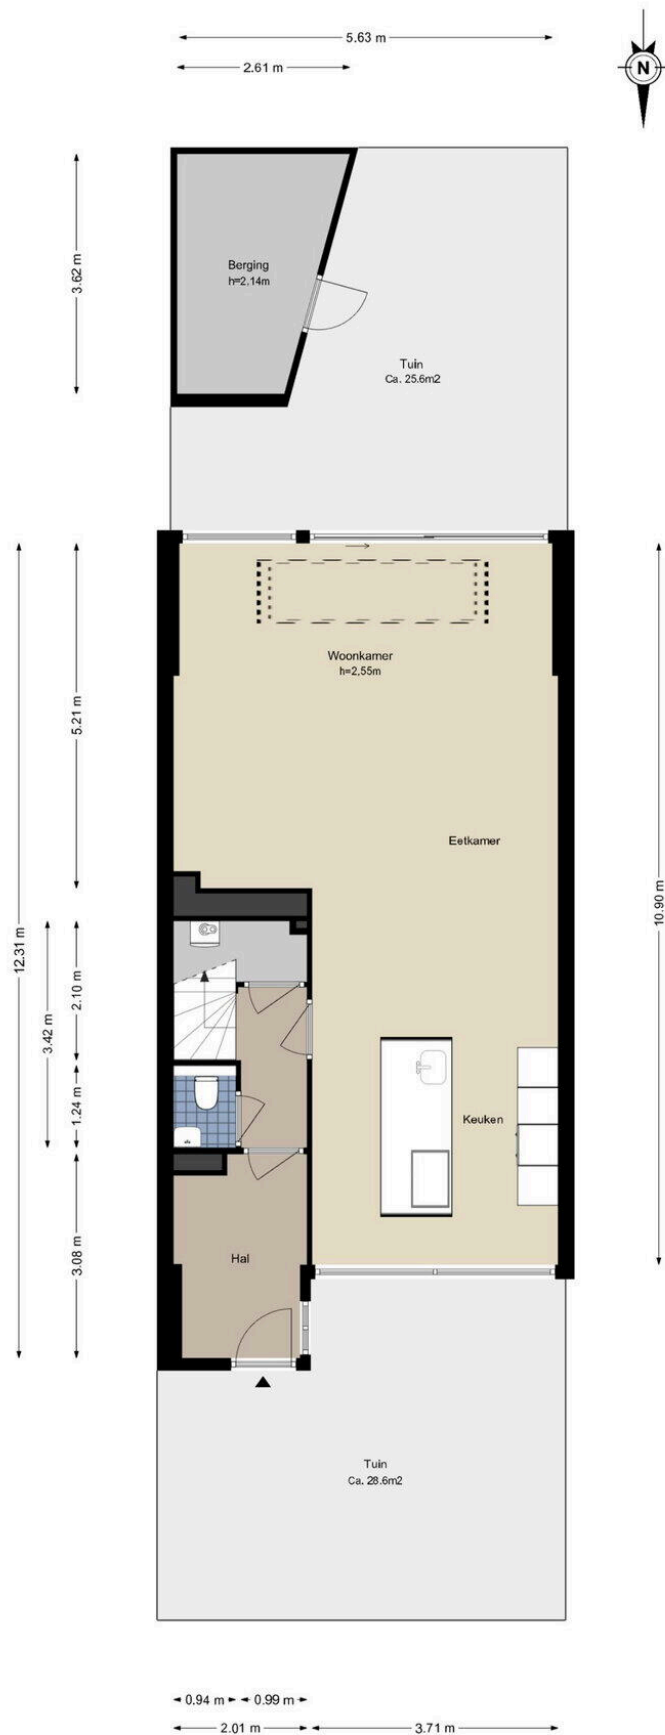 5.63 m
2.61 m
N
3.62 m
Berging
h=2.14m
Tuin
Ca. 25.6m2
Woonkamer
h=2,55m
5.21 m
Eetkamer
12.31 m
10.90 m
3.42 m
2.10 m
1.24 m
Keuken
3.08 m
Hal
Tuin
Ca. 28.6m2
0.94 m
0.99 m
2.01 m
3.71 m